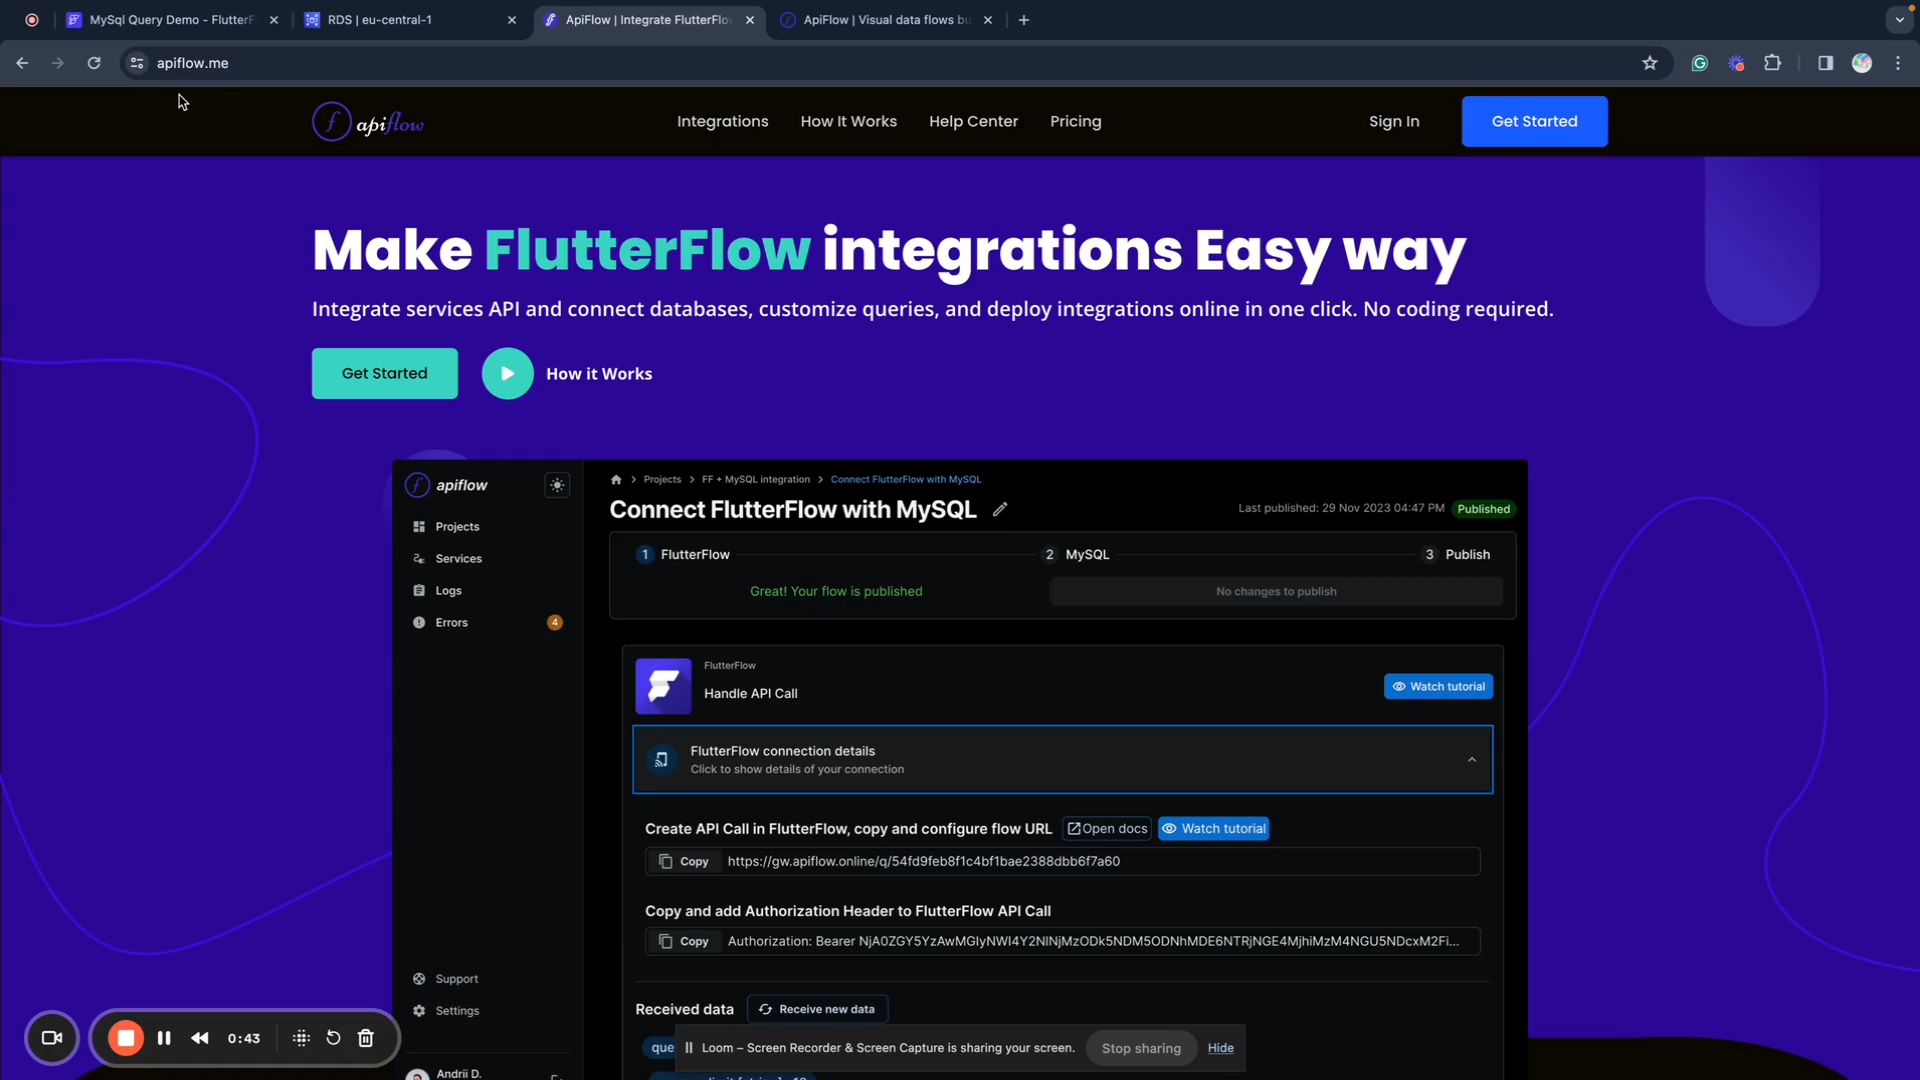 MySql Query Demo - FlutterF
RDS | eu-central-1
ApiFlow | Integrate FlutterFlow
ApiFlow | Visual data flows bu
apiflow.me
apiflow
Integrations
How It Works
Help Center
Pricing
Sign In
Get Started
Make FlutterFlow integrations Easy way
Integrate services API and connect databases, customize queries, and deploy integrations online in one click. No coding required.
Get Started
How it Works
apiflow
Projects
Services
Logs
Errors 4
Support
Settings
Andrii D.
Projects > FF + MySQL integration > Connect FlutterFlow with MySQL
Connect FlutterFlow with MySQL
Last published: 29 Nov 2023 04:47 PM Published
1 FlutterFlow
2 MySQL
3 Publish
Great! Your flow is published
No changes to publish
FlutterFlow
Handle API Call
Watch tutorial
FlutterFlow connection details
Click to show details of your connection
Create API Call in FlutterFlow, copy and configure flow URL Open docs Watch tutorial
Copy https://gw.apiflow.online/q/54fd9feb8f1c4bf1bae2388dbb6f7a60
Copy and add Authorization Header to FlutterFlow API Call
Copy Authorization: Bearer NjA0ZGY5YzAwMGIyNWI4Y2NlNjMzODk5NDM5ODNhMDE6NTRjNGE4MjhiMzM4NGU5NDcxM2Fi...
Received data Receive new data
que
Loom – Screen Recorder & Screen Capture is sharing your screen. Stop sharing Hide
0:43